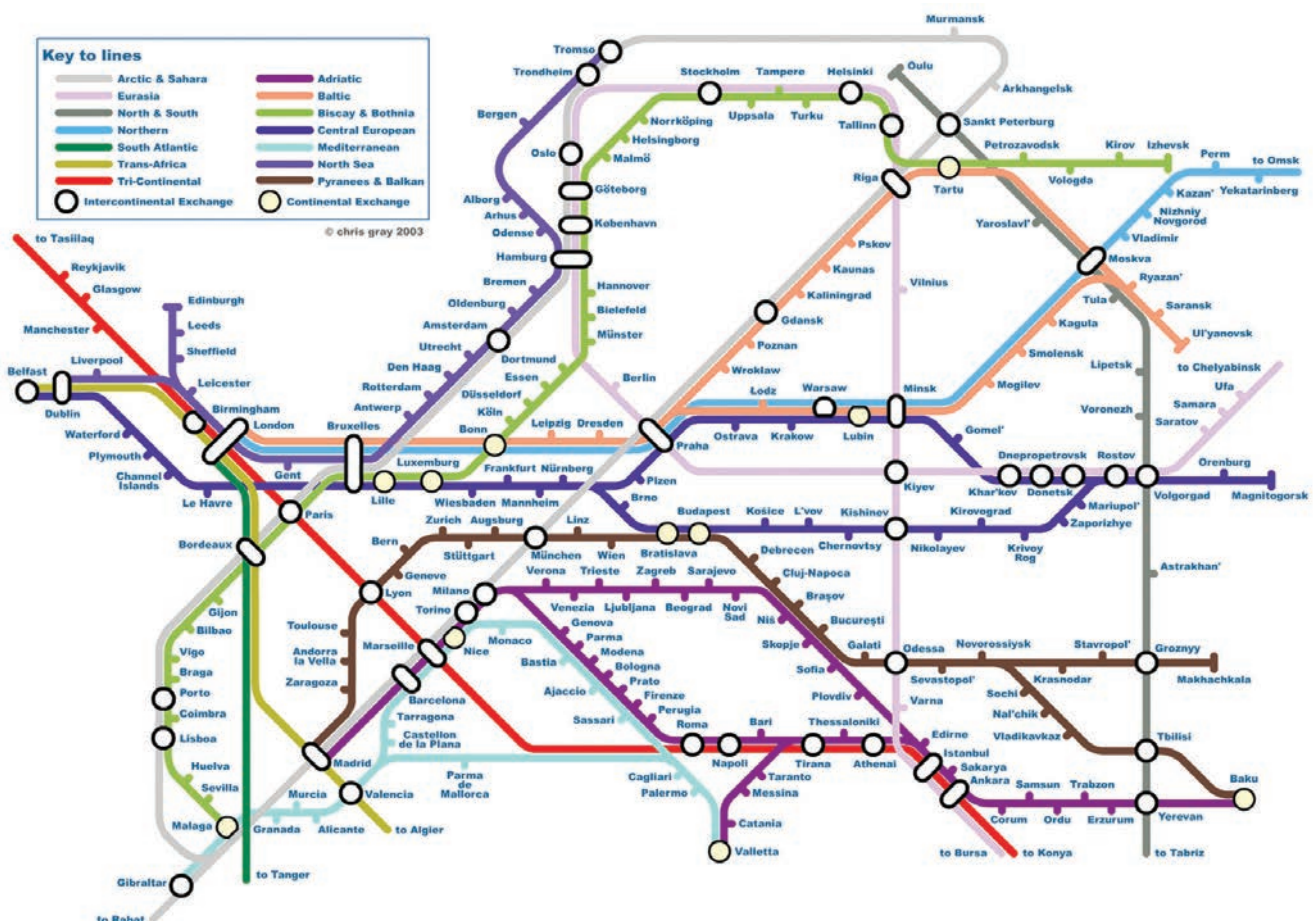 Key to lines
Arctic & Sahara
Eurasia
North & South
Northern
South Atlantic
Trans-Africa
Tri-Continental
Intercontinental Exchange
Adriatic
Baltic
Biscay & Bothnia
Central European
Mediterranean
North Sea
Pyranees & Balkan
Continental Exchange
© chris gray 2003
Murmansk
Tromso
Trondheim
Bergen
Oslo
Göteborg
København
Hamburg
Alborg
Arhus
Odense
Stockholm
Tampere
Helsinki
Uppsala
Turku
Norrköping
Helsingborg
Malmö
Tallinn
Oulu
Arkhangelsk
Sankt Peterburg
Petrozavodsk
Kirov
Izhevsk
Vologda
Tartu
Riga
Perm
to Omsk
Yekatarinberg
Kazan'
Nizhniy
Novgorod
Vladimir
Yaroslavl'
Moskva
Pskov
Kaunas
Kaliningrad
Gdansk
Poznan
Wroklaw
Vilnius
Tula
Ryazan'
Saransk
Ul'yanovsk
Kagula
Smolensk
Mogilev
Lipetsk
Voronezh
to Chelyabinsk
Ufa
Samara
Saratov
to Tasiilaq
Reykjavik
Glasgow
Manchester
Edinburgh
Leeds
Sheffield
Leicester
Liverpool
Belfast
Dublin
Birmingham
London
Waterford
Plymouth
Channel
Islands
Le Havre
Gent
Bruxelles
Antwerp
Rotterdam
Den Haag
Utrecht
Amsterdam
Oldenburg
Bremen
Hannover
Bielefeld
Münster
Dortmund
Essen
Düsseldorf
Köln
Bonn
Berlin
Leipzig
Dresden
Praha
Lodz
Warsaw
Minsk
Ostrava
Krakow
Lubin
Gomel'
Luxemburg
Lille
Frankfurt
Nürnberg
Wiesbaden
Mannheim
Plzen
Brno
Kiyev
Dnepropetrovsk
Rostov
Khar'kov
Donetsk
Volgorgad
Orenburg
Magnitogorsk
Mariupol'
Zaporizhye
Paris
Bordeaux
Zurich
Augsburg
Stüttgart
München
Linz
Wien
Bratislava
Budapest
Košice
L'vov
Kishinev
Chernovtsy
Kirovograd
Nikolayev
Krivoy
Rog
Bern
Geneve
Lyon
Debrecen
Cluj-Napoca
Braşov
Bucureşti
Galati
Astrakhan'
Gijon
Bilbao
Vigo
Braga
Porto
Coimbra
Lisboa
Huelva
Sevilla
Malaga
Toulouse
Andorra
la Vella
Zaragoza
Milano
Torino
Marseille
Nice
Monaco
Barcelona
Verona
Trieste
Zagreb
Sarajevo
Venezia
Ljubljana
Beograd
Novi
Sad
Niš
Skopje
Sofia
Plovdiv
Genova
Parma
Modena
Bologna
Prato
Firenze
Perugia
Bastia
Ajaccio
Sassari
Odessa
Novorossiysk
Stavropol'
Groznyy
Sevastopol'
Krasnodar
Makhachkala
Sochi
Nal'chik
Vladikavkaz
Varna
Tarragona
Castellon
de la Plana
Madrid
Valencia
Parma
de
Mallorca
Roma
Napoli
Bari
Tirana
Thessaloniki
Athenai
Edirne
Istanbul
Sakarya
Ankara
Tbilisi
Baku
Cagliari
Palermo
Taranto
Messina
Catania
Valletta
Samsun
Trabzon
Corum
Ordu
Erzurum
Yerevan
Murcia
Granada
Alicante
to Algier
Gibraltar
to Tanger
to Rabat
to Bursa
to Konya
to Tabriz